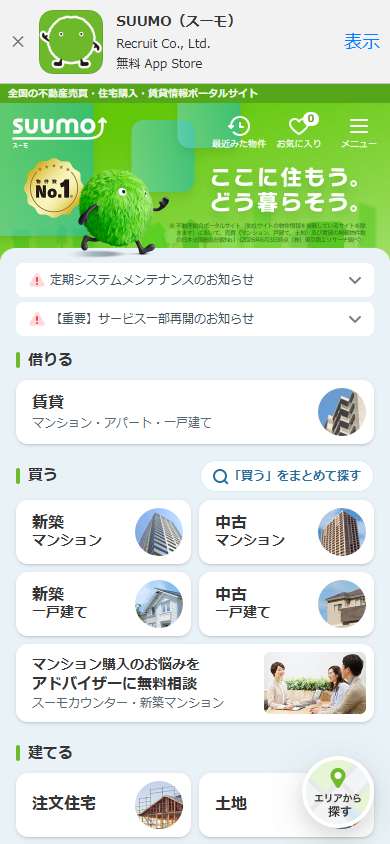 SUUMO（スーモ）
Recruit Co., Ltd.
無料 App Store
表示
全国の不動産売買・住宅購入・賃貸情報ポータルサイト
SUUMO
スーモ
最近みた物件
0
お気に入り
メニュー
物件数
No.1
ここに住もう。
どう暮らそう。
定期システムメンテナンスのお知らせ
【重要】サービス一部再開のお知らせ
借りる
賃貸
マンション・アパート・一戸建て
買う
「買う」をまとめて探す
新築
マンション
中古
マンション
新築
一戸建て
中古
一戸建て
マンション購入のお悩みを
アドバイザーに無料相談
スーモカウンター・新築マンション
建てる
注文住宅
土地
エリアから
探す